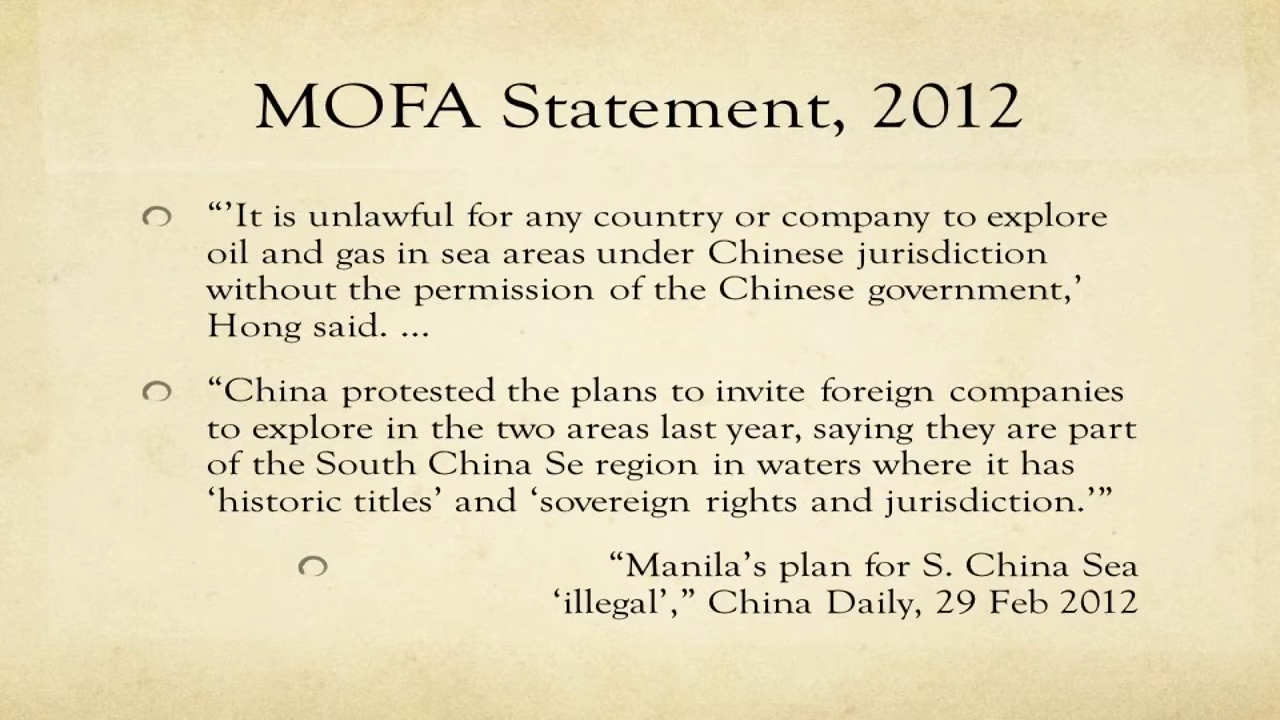 MOFA Statement, 2012
“’It is unlawful for any country or company to explore
oil and gas in sea areas under Chinese jurisdiction
without the permission of the Chinese government,’
Hong said. ...
“China protested the plans to invite foreign companies
to explore in the two areas last year, saying they are part
of the South China Se region in waters where it has
‘historic titles’ and ‘sovereign rights and jurisdiction.’”
“Manila’s plan for S. China Sea
‘illegal’,” China Daily, 29 Feb 2012